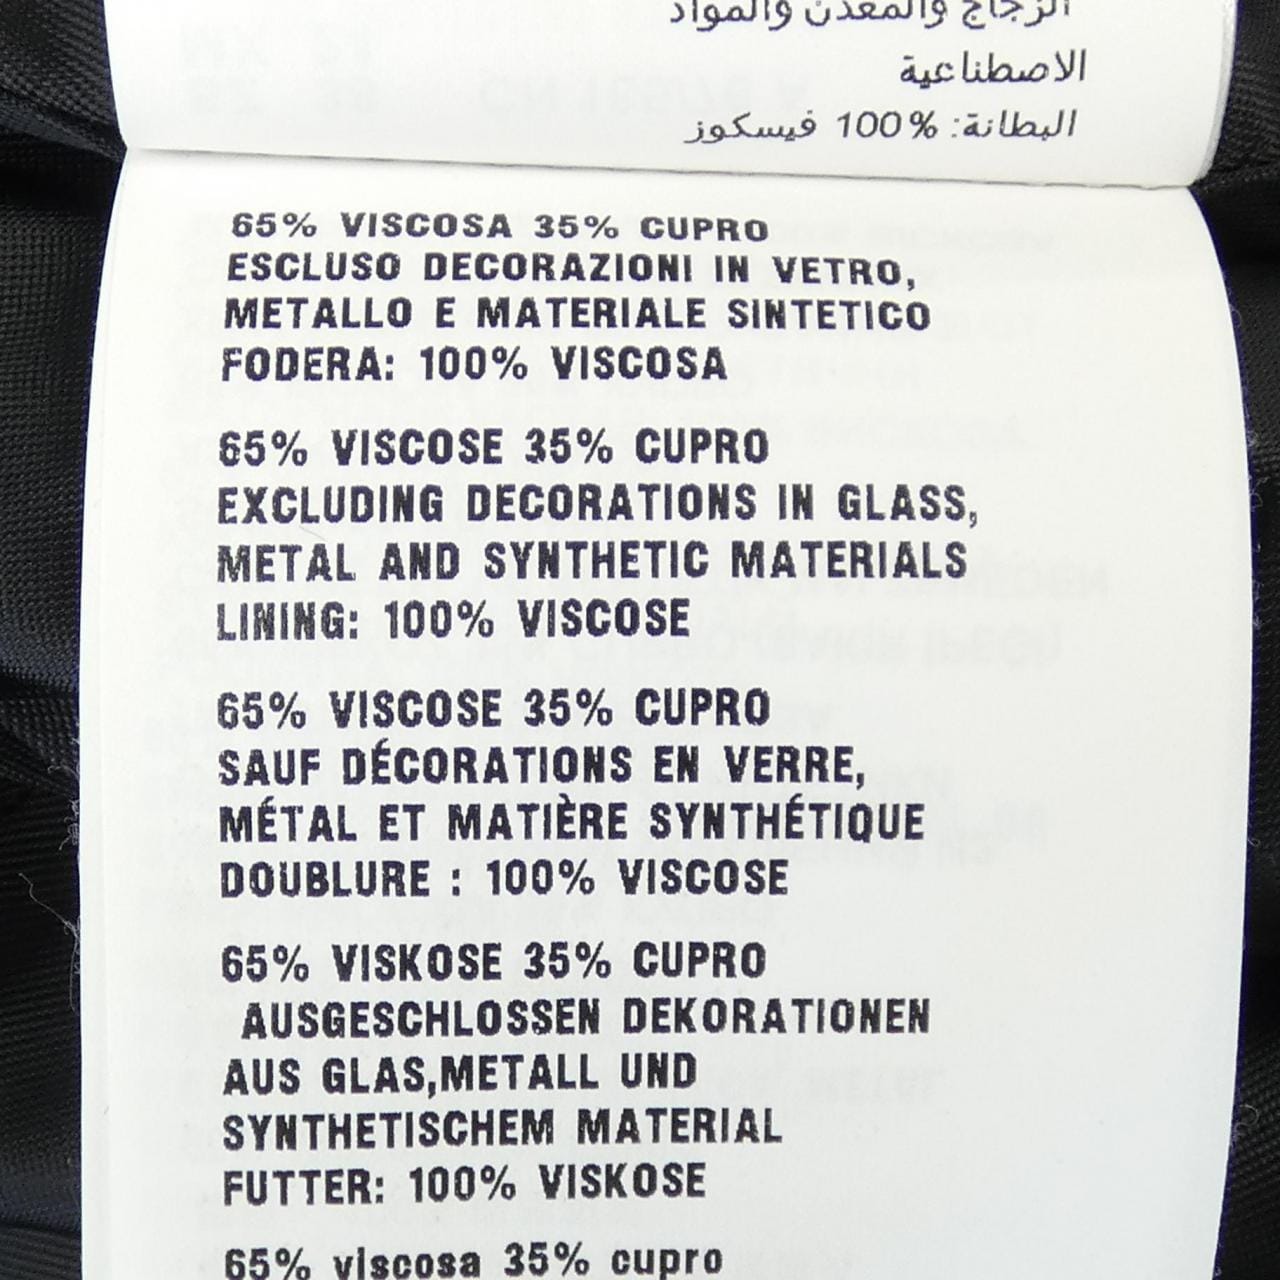 الزجاج والمعدن والمواد
الاصطناعية
البطانة: %100 فيسكوز
65% VISCOSA 35% CUPRO
ESCLUSO DECORAZIONI IN VETRO,
METALLO E MATERIALE SINTETICO
FODERA: 100% VISCOSA
65% VISCOSE 35% CUPRO
EXCLUDING DECORATIONS IN GLASS,
METAL AND SYNTHETIC MATERIALS
LINING: 100% VISCOSE
65% VISCOSE 35% CUPRO
SAUF DÉCORATIONS EN VERRE,
MÉTAL ET MATIÈRE SYNTHÉTIQUE
DOUBLURE : 100% VISCOSE
65% VISKOSE 35% CUPRO
AUSGESCHLOSSEN DEKORATIONEN
AUS GLAS,METALL UND
SYNTHETISCHEM MATERIAL
FUTTER: 100% VISKOSE
65% viscosa 35% cupro